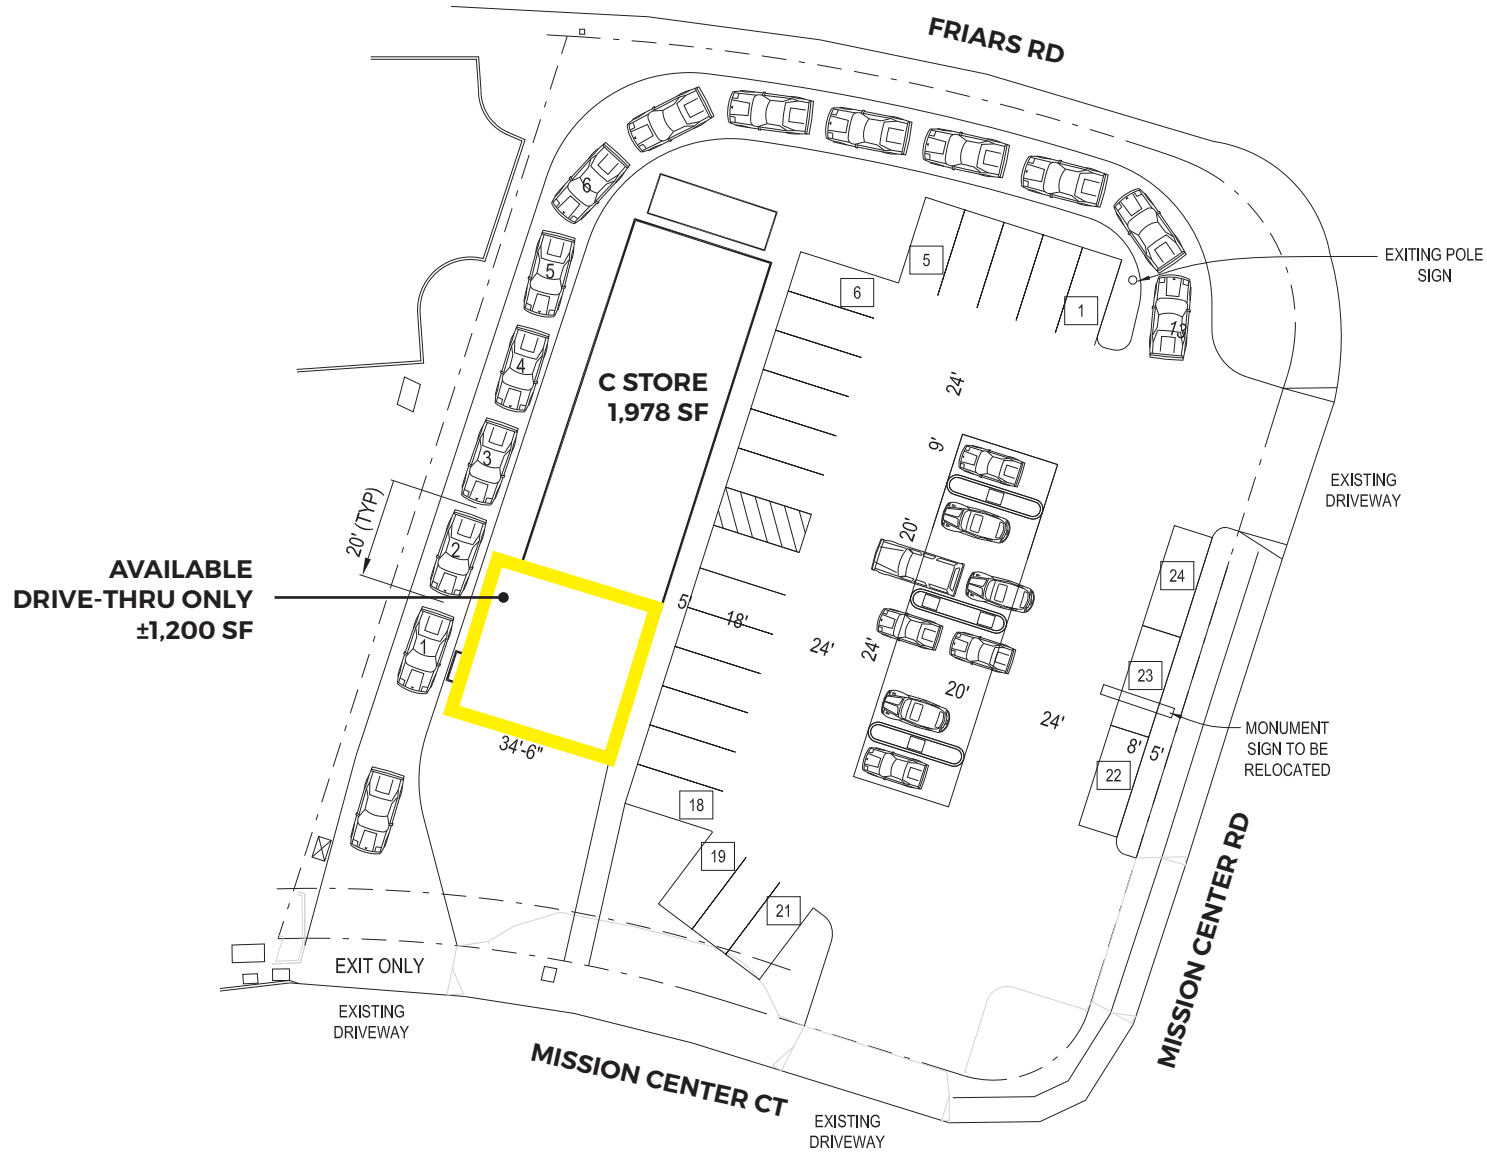 FRIARS RD
6
5
4
3
2
1
13
5
6
1
EXITING POLE
SIGN
C STORE
1,978 SF
24'
9'
20'
EXISTING
DRIVEWAY
20' (TYP)
AVAILABLE
DRIVE-THRU ONLY
±1,200 SF
5'
18'
24'
24'
20'
24'
24
23
22
8'
5'
MONUMENT
SIGN TO BE
RELOCATED
34'-6"
18
19
21
MISSION CENTER RD
EXIT ONLY
EXISTING
DRIVEWAY
MISSION CENTER CT
EXISTING
DRIVEWAY